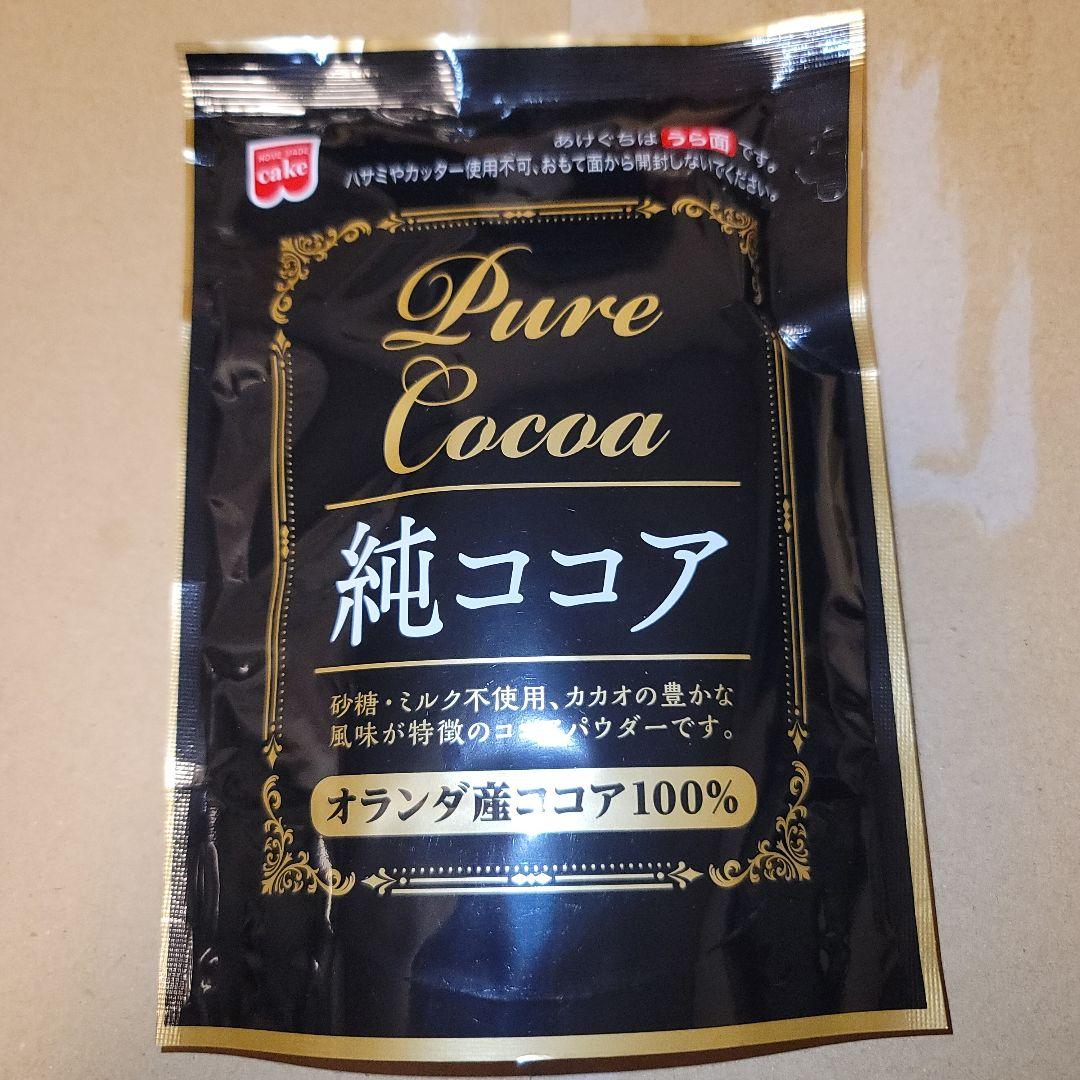 HOME MADE
cake
あけぐちはうら面です。
ハサミやカッター使用不可、おもて面から開封しないでください。
Pure
Cocoa
純ココア
砂糖・ミルク不使用、カカオの豊かな
風味が特徴のココアパウダーです。
オランダ産ココア100%